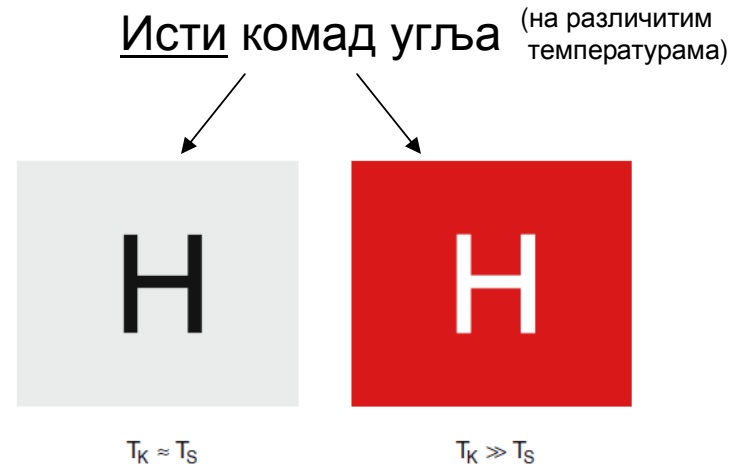 Исти комад угља (на различитим
температурама)
H H
T_K ≈ T_S T_K ≫ T_S